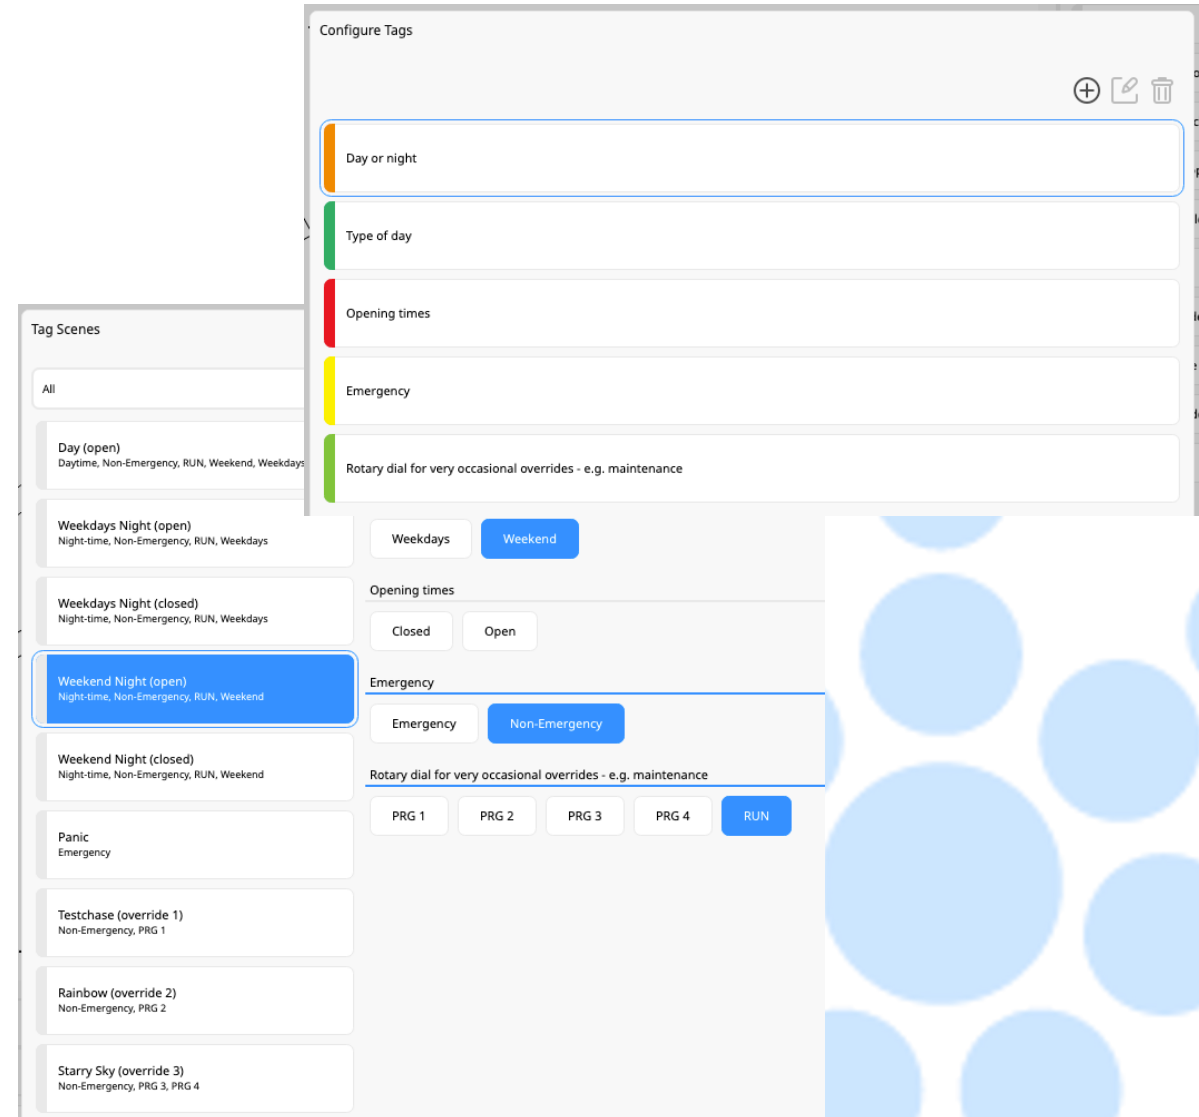 Configure Tags
Day or night
Type of day
Opening times
Emergency
Rotary dial for very occasional overrides - e.g. maintenance
Tag Scenes
All
Day (open)
Daytime, Non-Emergency, RUN, Weekend, Weekdays
Weekdays Night (open)
Night-time, Non-Emergency, RUN, Weekdays
Weekdays Night (closed)
Night-time, Non-Emergency, RUN, Weekdays
Weekend Night (open)
Night-time, Non-Emergency, RUN, Weekend
Weekend Night (closed)
Night-time, Non-Emergency, RUN, Weekend
Panic
Emergency
Testchase (override 1)
Non-Emergency, PRG 1
Rainbow (override 2)
Non-Emergency, PRG 2
Starry Sky (override 3)
Non-Emergency, PRG 3, PRG 4
Weekdays Weekend
Opening times
Closed Open
Emergency
Emergency Non-Emergency
Rotary dial for very occasional overrides - e.g. maintenance
PRG 1 PRG 2 PRG 3 PRG 4 RUN